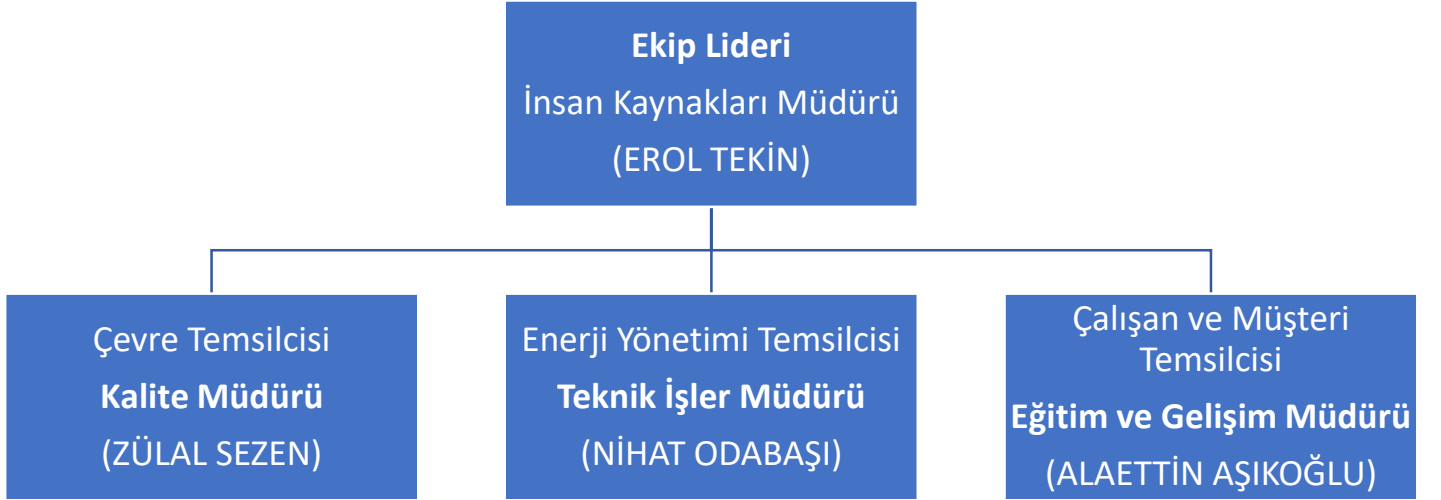 Ekip Lideri
İnsan Kaynakları Müdürü
(EROL TEKİN)
Çevre Temsilcisi
Kalite Müdürü
(ZÜLAL SEZEN)
Enerji Yönetimi Temsilcisi
Teknik İşler Müdürü
(NİHAT ODABAŞI)
Çalışan ve Müşteri
Temsilcisi
Eğitim ve Gelişim Müdürü
(ALAETTİN AŞIKOĞLU)